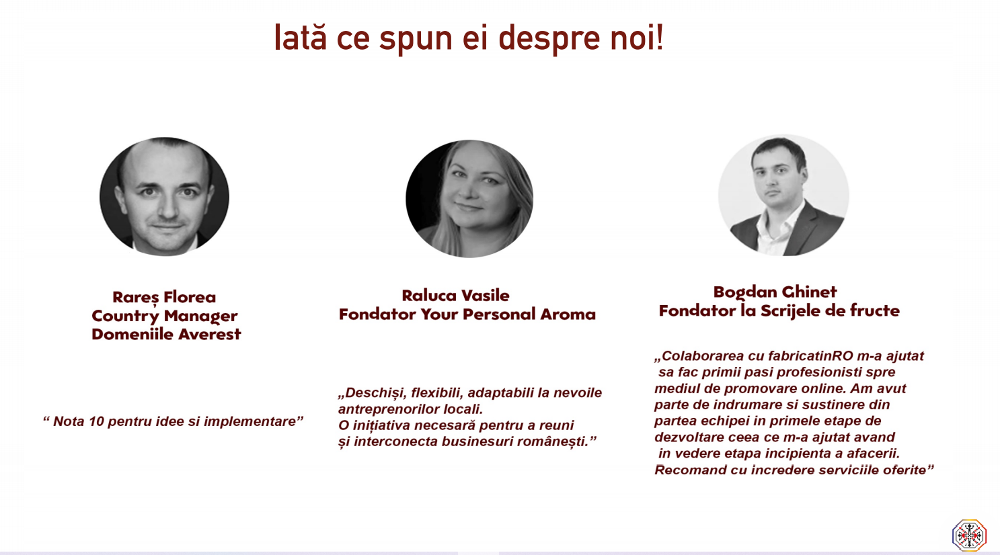 Iată ce spun ei despre noi!
Rareș Florea
Country Manager
Domeniile Averest
“ Nota 10 pentru idee si implementare”
Raluca Vasile
Fondator Your Personal Aroma
„Deschiși, flexibili, adaptabili la nevoile
antreprenorilor locali.
O inițiativa necesară pentru a reuni
și interconecta businesuri românești.”
Bogdan Ghinet
Fondator la Scrijele de fructe
„Colaborarea cu fabricatinRO m-a ajutat
sa fac primii pasi profesionisti spre
mediul de promovare online. Am avut
parte de indrumare si sustinere din
partea echipei in primele etape de
dezvoltare ceea ce m-a ajutat avand
in vedere etapa incipienta a afacerii.
Recomand cu incredere serviciile oferite”